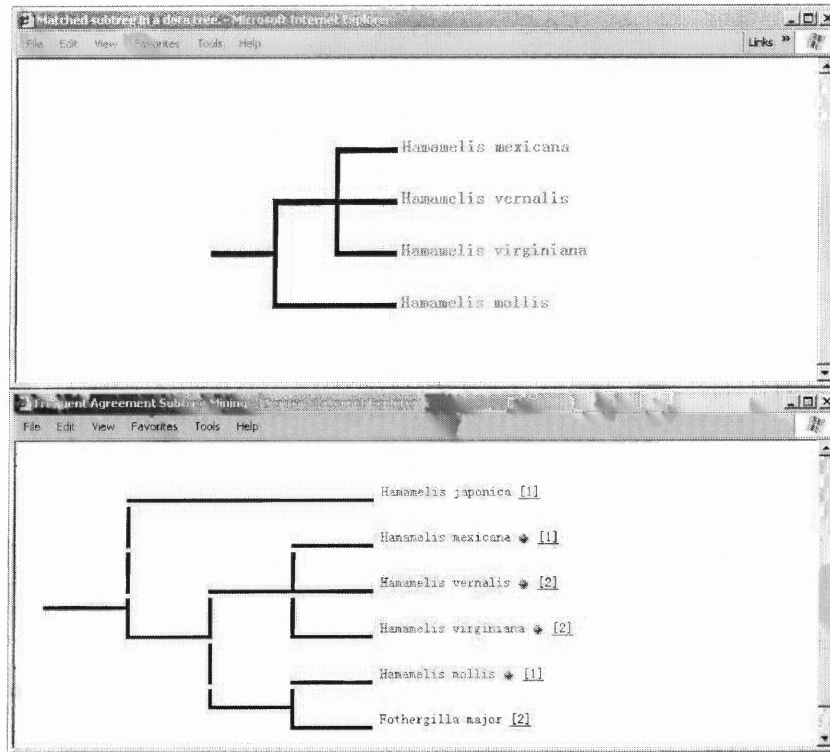 Matched subtree in a data tree. - Microsoft Internet Explorer
File Edit View Favorites Tools Help Links »
Hamamelis mexicana
Hamamelis vernalis
Hamamelis virginiana
Hamamelis mollis
Frequent Agreement Subtree Mining -
File Edit View Favorites Tools Help
Hamamelis japonica [1]
Hamamelis mexicana [1]
Hamamelis vernalis [2]
Hamamelis virginiana [2]
Hamamelis mollis [1]
Fothergilla major [2]